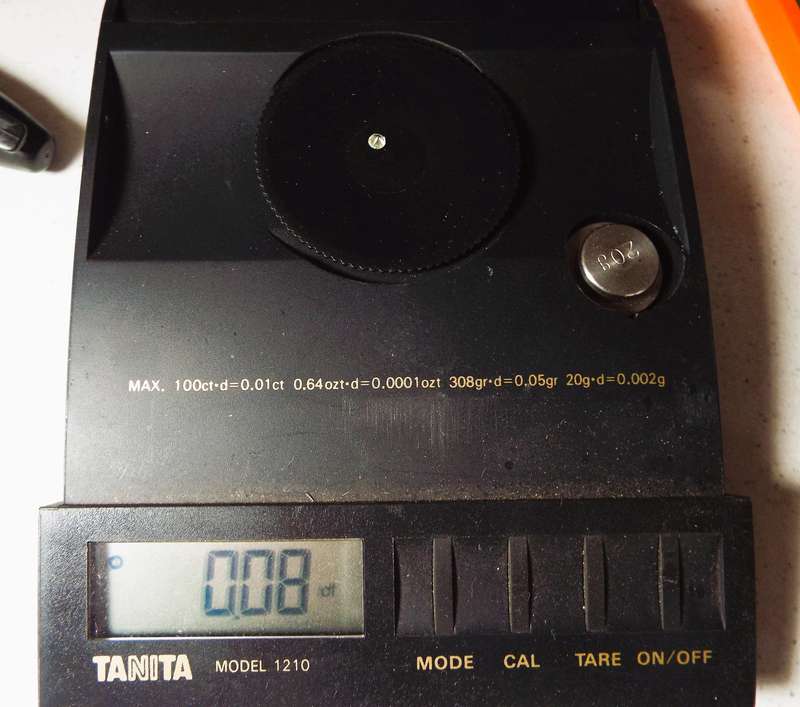 20g
MAX. 100ct·d=0.01ct 0.64ozt·d=0.0001ozt 308gr·d=0.05gr 20g·d=0.002g
0.08 ct
TANITA MODEL 1210
MODE CAL TARE ON/OFF